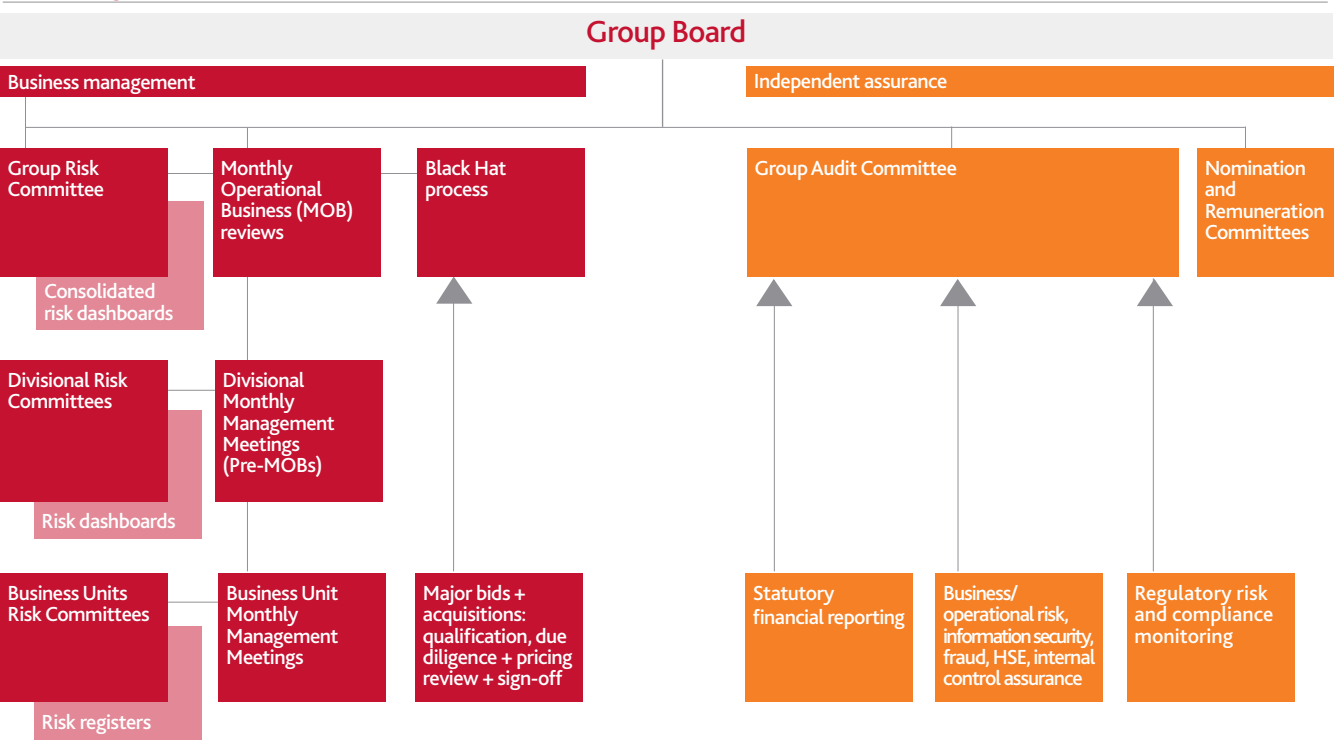 Group Board
Business management
Independent assurance
Group Risk
Committee
Monthly
Operational
Business (MOB)
reviews
Black Hat
process
Group Audit Committee
Nomination
and
Remuneration
Committees
Consolidated
risk dashboards
Divisional Risk
Committees
Divisional
Monthly
Management
Meetings
(Pre-MOBs)
Risk dashboards
Business Units
Risk Committees
Business Unit
Monthly
Management
Meetings
Major bids +
acquisitions:
qualification, due
diligence + pricing
review + sign-off
Statutory
financial reporting
Business/
operational risk,
information security,
fraud, HSE, internal
control assurance
Regulatory risk
and compliance
monitoring
Risk registers